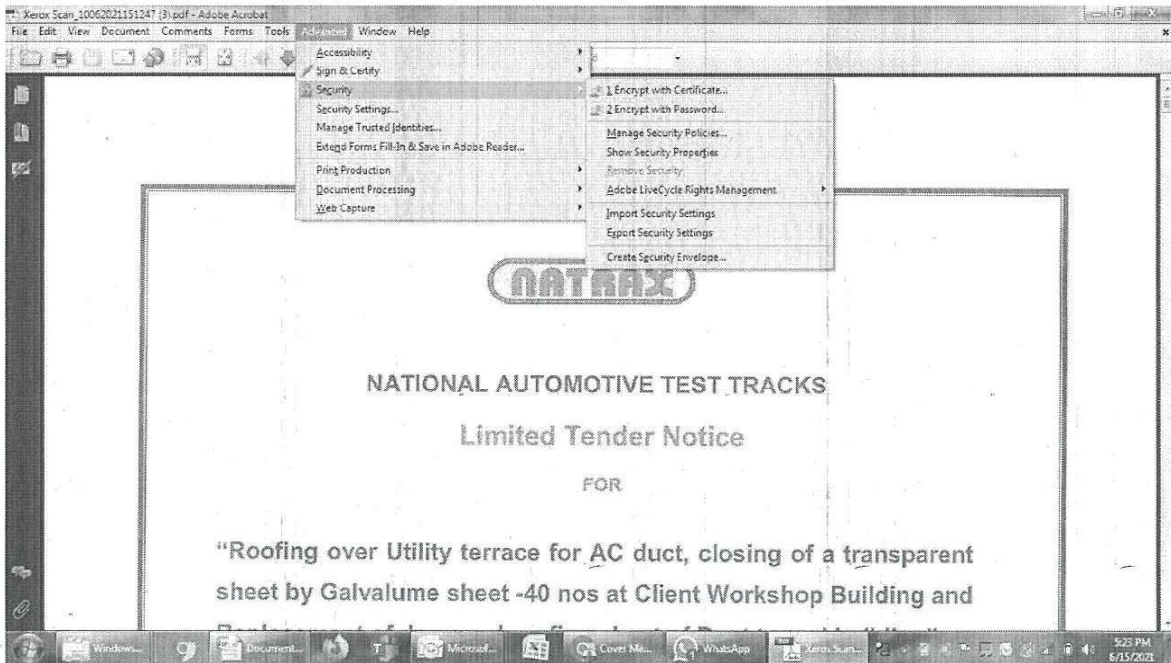 Xerox Scan_10062021151247 (3).pdf - Adobe Acrobat
File Edit View Document Comments Forms Tools Advanced Window Help
Accessibility
Sign & Certify
Security
Security Settings...
Manage Trusted Identities...
Extend Forms Fill-In & Save in Adobe Reader...
Print Production
Document Processing
Web Capture
1 Encrypt with Certificate...
2 Encrypt with Password...
Manage Security Policies...
Show Security Properties
Remove Security
Adobe LiveCycle Rights Management
Import Security Settings
Export Security Settings
Create Security Envelope...
NATRAX
NATIONAL AUTOMOTIVE TEST TRACKS
Limited Tender Notice
FOR
“Roofing over Utility terrace for AC duct, closing of a transparent
sheet by Galvalume sheet -40 nos at Client Workshop Building and
Windows... Document... Microsof... Cover Me... WhatsApp Xerox Scan... 5:23 PM
6/15/2021